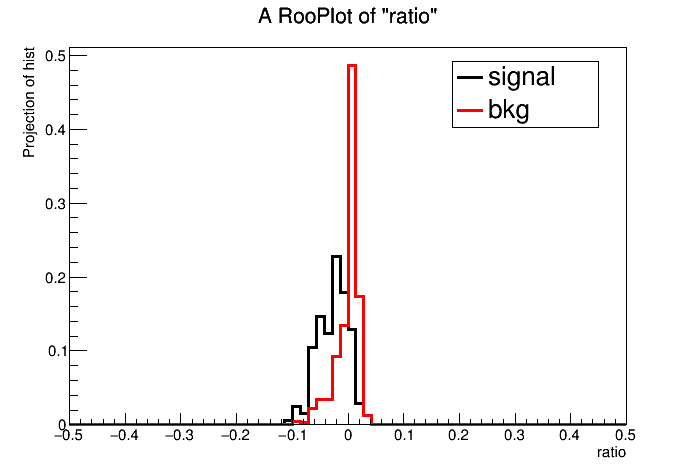 A RooPlot of "ratio"
Projection of hist
0.5
0.4
0.3
0.2
0.1
0
signal
bkg
−0.5 −0.4 −0.3 −0.2 −0.1 0 0.1 0.2 0.3 0.4 0.5
ratio